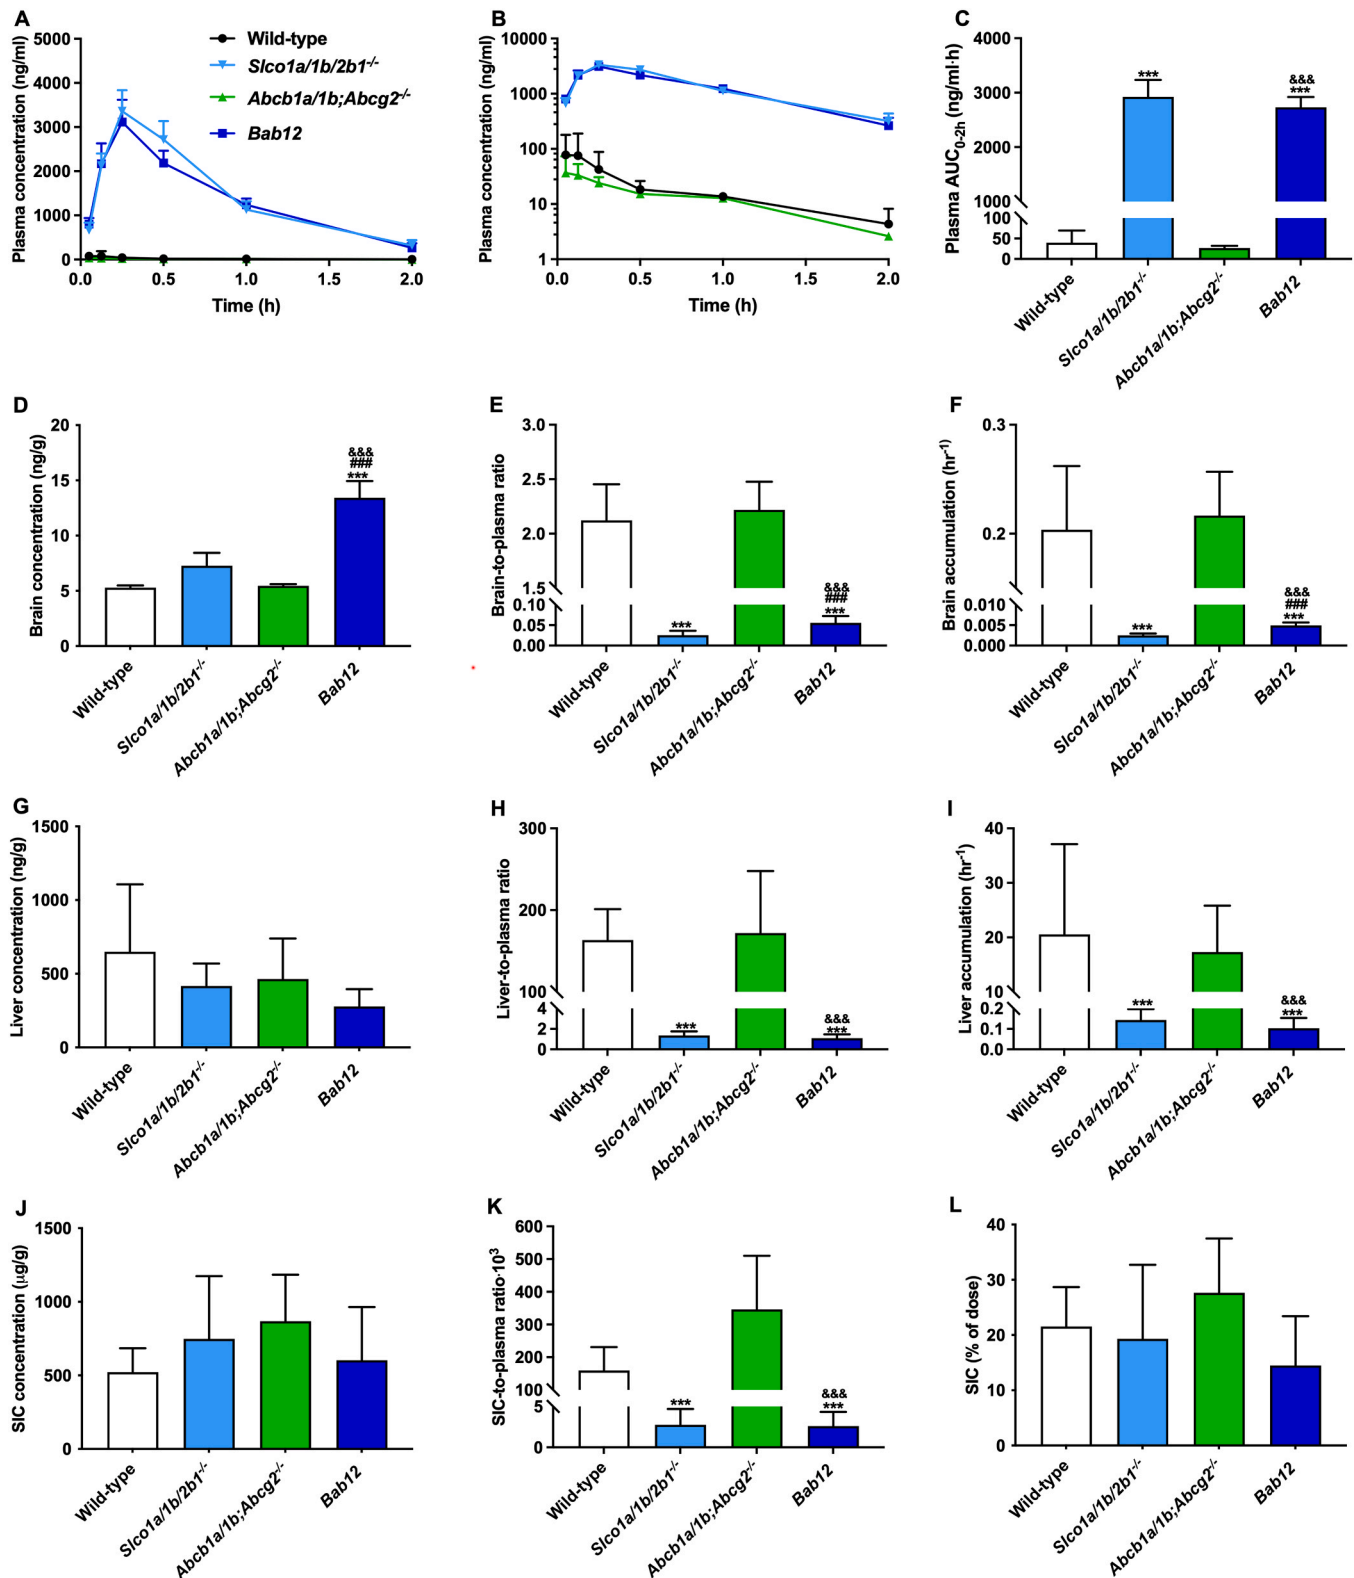 A
Plasma concentration (ng/ml)
5000
4000
3000
2000
1000
0
0.0 0.5 1.0 1.5 2.0
Time (h)
Wild-type
Slco1a/1b/2b1-/-
Abcb1a/1b;Abcg2-/-
Bab12
B
Plasma concentration (ng/ml)
10000
1000
100
10
1
0.0 0.5 1.0 1.5 2.0
Time (h)
C
Plasma AUC0-2h (ng/ml·h)
4000
3000
2000
1000
100
50
0
***
&&&
***
Wild-type
Slco1a/1b/2b1-/-
Abcb1a/1b;Abcg2-/-
Bab12
D
Brain concentration (ng/g)
20
15
10
5
0
&&&
###
***
Wild-type
Slco1a/1b/2b1-/-
Abcb1a/1b;Abcg2-/-
Bab12
E
Brain-to-plasma ratio
3.0
2.5
2.0
1.5
0.10
0.05
0.00
***
&&&
###
***
Wild-type
Slco1a/1b/2b1-/-
Abcb1a/1b;Abcg2-/-
Bab12
F
Brain accumulation (hr-1)
0.3
0.2
0.010
0.005
0.000
***
&&&
###
***
Wild-type
Slco1a/1b/2b1-/-
Abcb1a/1b;Abcg2-/-
Bab12
G
Liver concentration (ng/g)
1500
1000
500
0
Wild-type
Slco1a/1b/2b1-/-
Abcb1a/1b;Abcg2-/-
Bab12
H
Liver-to-plasma ratio
300
200
100
4
2
0
***
&&&
***
Wild-type
Slco1a/1b/2b1-/-
Abcb1a/1b;Abcg2-/-
Bab12
I
Liver accumulation (hr-1)
40
30
20
10
0.2
0.1
0.0
***
&&&
***
Wild-type
Slco1a/1b/2b1-/-
Abcb1a/1b;Abcg2-/-
Bab12
J
SIC concentration (µg/g)
1500
1000
500
0
Wild-type
Slco1a/1b/2b1-/-
Abcb1a/1b;Abcg2-/-
Bab12
K
SIC-to-plasma ratio·103
600
500
400
300
200
100
5
0
***
&&&
***
Wild-type
Slco1a/1b/2b1-/-
Abcb1a/1b;Abcg2-/-
Bab12
L
SIC (% of dose)
40
30
20
10
0
Wild-type
Slco1a/1b/2b1-/-
Abcb1a/1b;Abcg2-/-
Bab12